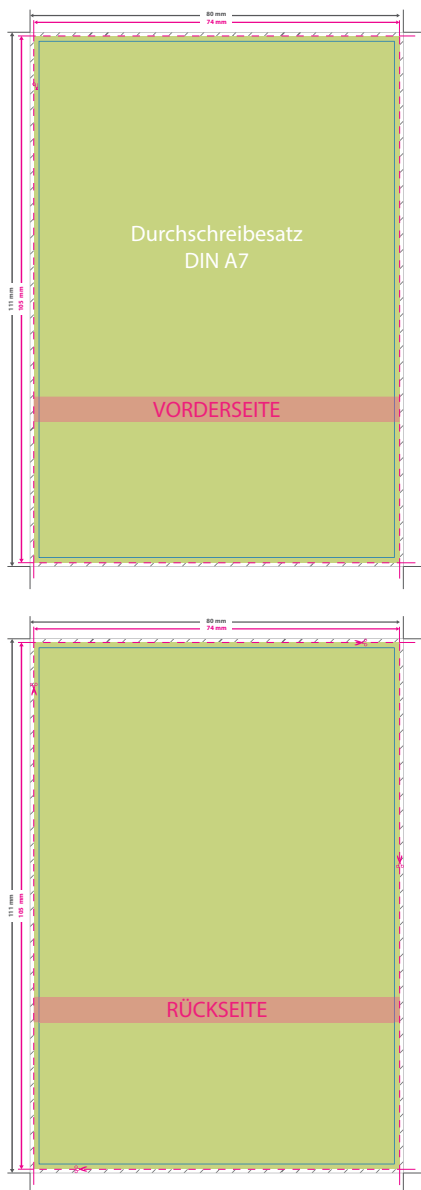 80 mm
74 mm
111 mm
105 mm
Durchschreibesatz
DIN A7
VORDERSEITE
80 mm
74 mm
111 mm
105 mm
RÜCKSEITE